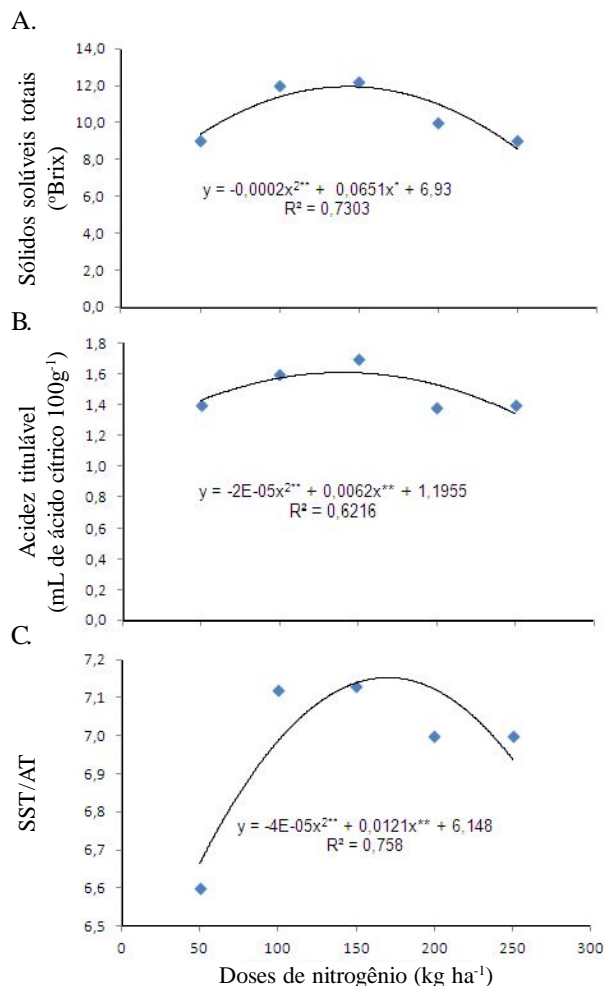 A.
Sólidos solúveis totais
(ºBrix)
14,0
12,0
10,0
8,0
6,0
4,0
2,0
0,0
y = -0,0002x²** + 0,0651x* + 6,93
R² = 0,7303
B.
Acidez titulável
(mL de ácido cítrico 100g⁻¹)
1,8
1,6
1,4
1,2
1,0
0,8
0,6
0,4
0,2
0,0
y = -2E-05x²** + 0,0062x** + 1,1955
R² = 0,6216
C.
SST/AT
7,2
7,1
7,0
6,9
6,8
6,7
6,6
6,5
y = -4E-05x²** + 0,0121x** + 6,148
R² = 0,758
0 50 100 150 200 250 300
Doses de nitrogênio (kg ha⁻¹)